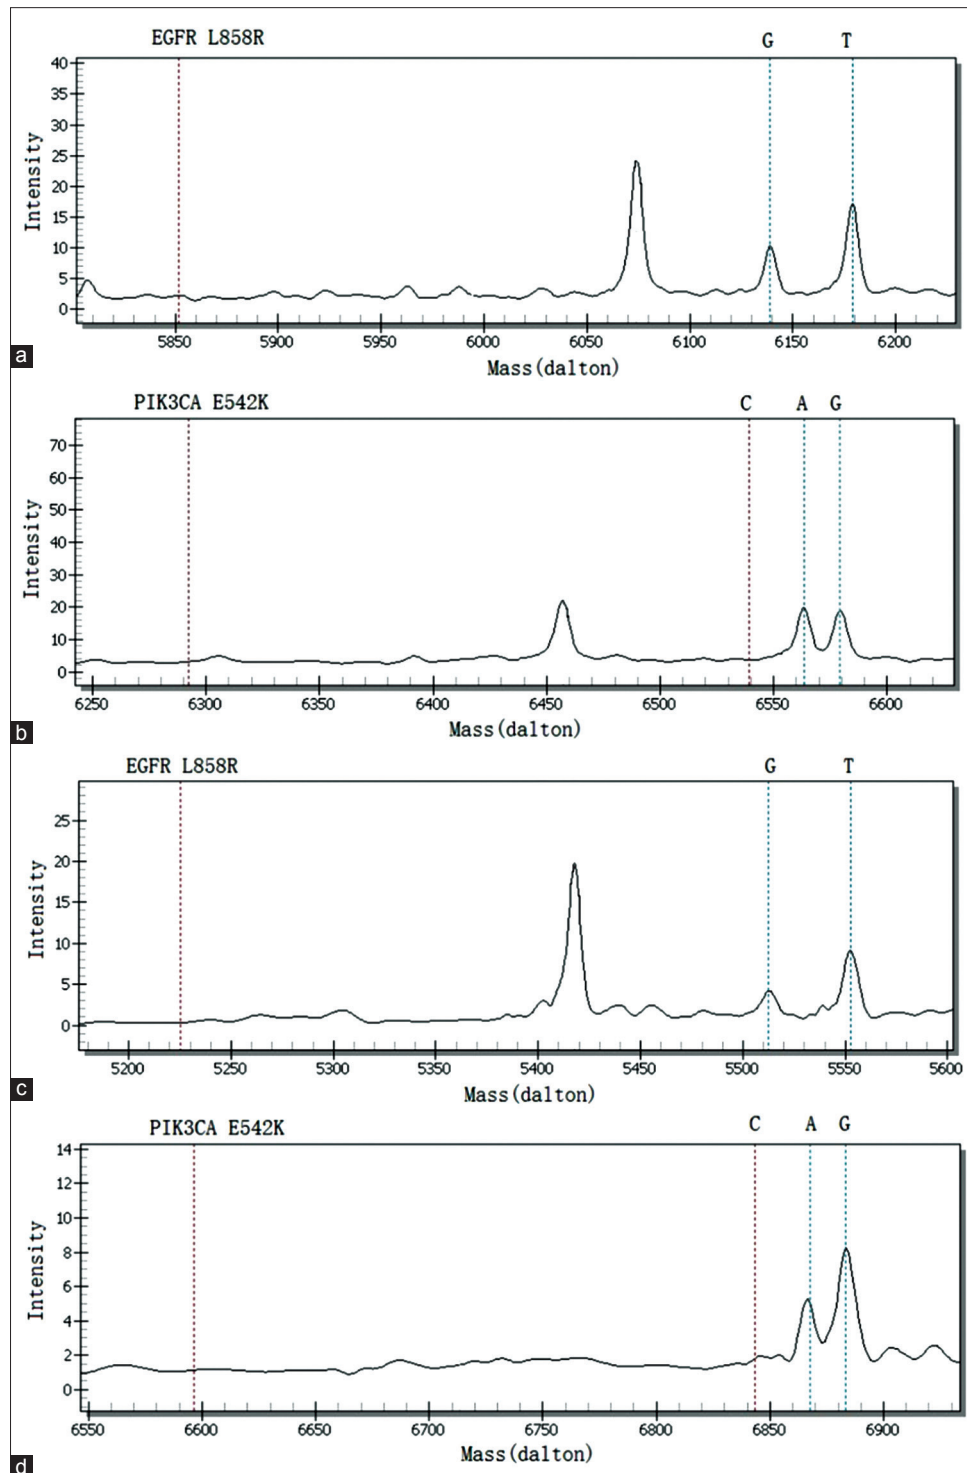 EGFR L858R G T
40
35
30
25
20
15
10
5
0
Intensity
5850 5900 5950 6000 6050 6100 6150 6200
Mass(dalton)
a
PIK3CA E542K C A G
70
60
50
40
30
20
10
0
Intensity
6250 6300 6350 6400 6450 6500 6550 6600
Mass(dalton)
b
EGFR L858R G T
25
20
15
10
5
0
Intensity
5200 5250 5300 5350 5400 5450 5500 5550 5600
Mass(dalton)
c
PIK3CA E542K C A G
14
12
10
8
6
4
2
0
Intensity
6550 6600 6650 6700 6750 6800 6850 6900
Mass(dalton)
d